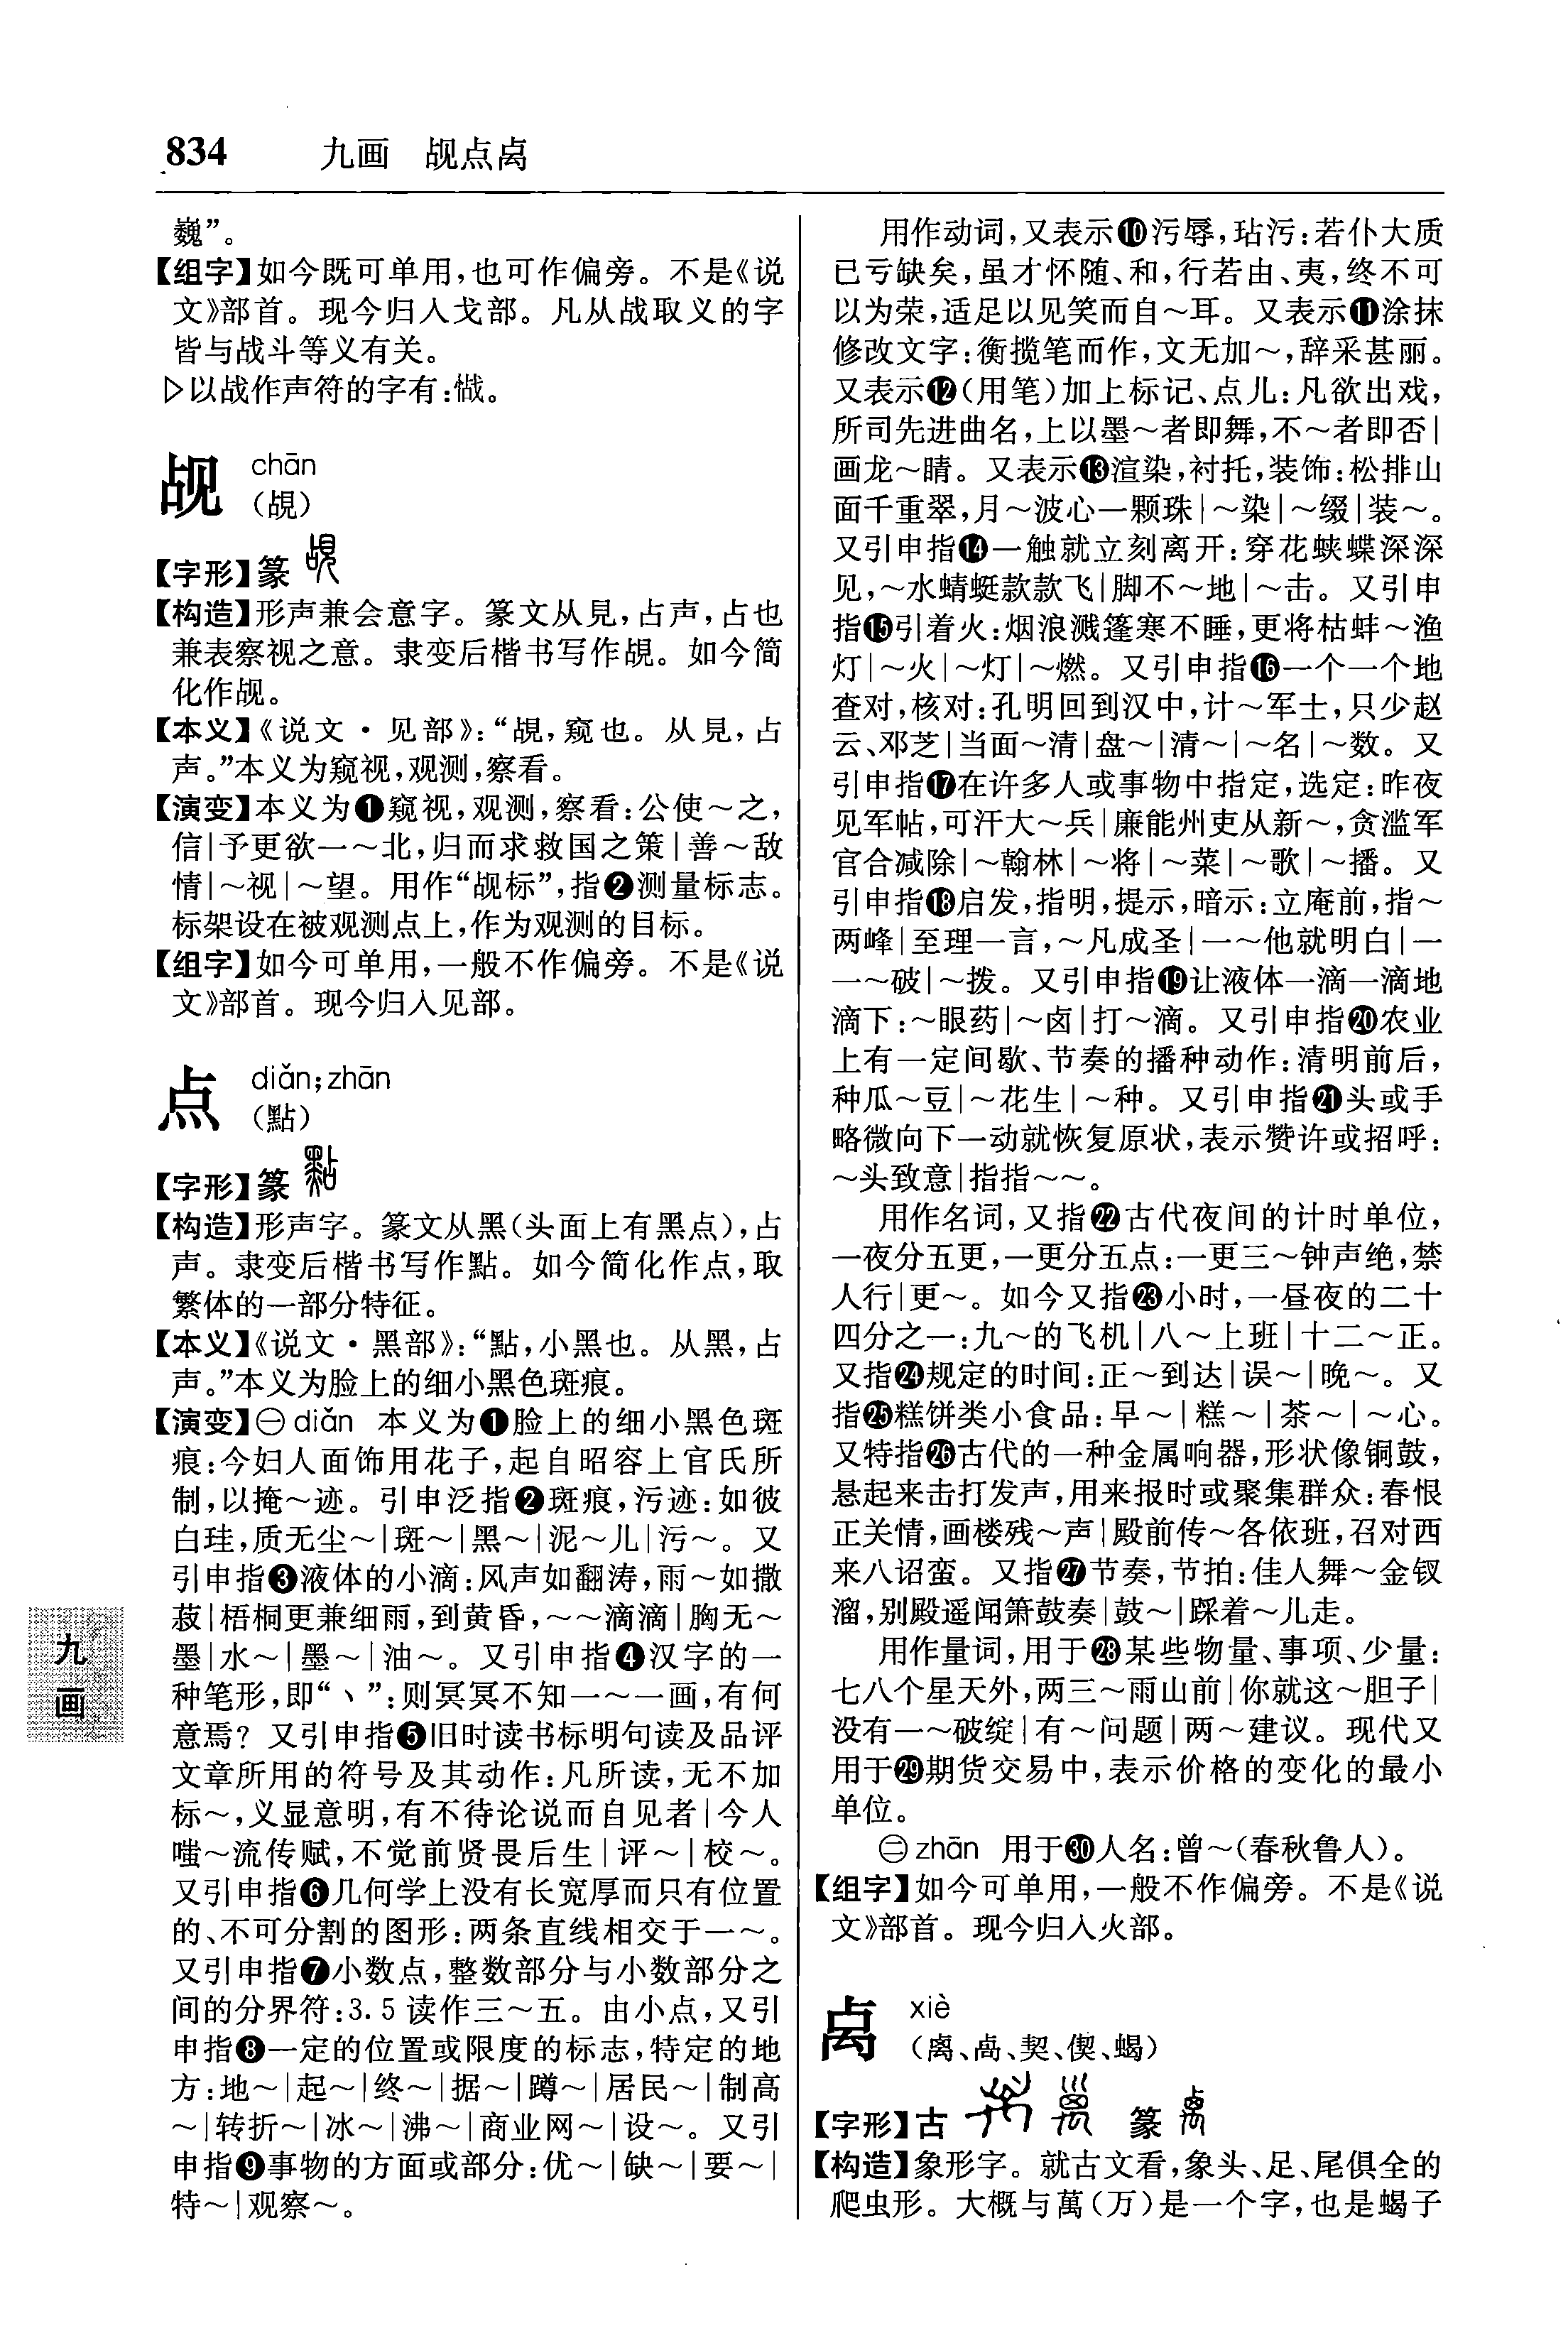 834 九画 觇点卨
巍”。
【组字】如今既可单用,也可作偏旁。不是《说
文》部首。现今归入戈部。凡从战取义的字
皆与战斗等义有关。
▷以战作声符的字有:
觇 chān
(覘)
【字形】篆
【构造】形声兼会意字。篆文从見,占声,占也
兼表察视之意。隶变后楷书写作覘。如今简
化作觇。
【本义】《说文·见部》:“覘,窥也。从見,占
声。”本义为窥视,观测,察看。
【演变】本义为❶窥视,观测,察看:公使~之,
信|予更欲一~北,归而求救国之策|善~敌
情|~视|~望。用作“觇标”,指❷测量标志。
标架设在被观测点上,作为观测的目标。
【组字】如今可单用,一般不作偏旁。不是《说
文》部首。现今归入见部。
点 diǎn;zhān
(點)
【字形】篆
【构造】形声字。篆文从黑(头面上有黑点),占
声。隶变后楷书写作點。如今简化作点,取
繁体的一部分特征。
【本义】《说文·黑部》:“點,小黑也。从黑,占
声。”本义为脸上的细小黑色斑痕。
【演变】㊀diǎn 本义为❶脸上的细小黑色斑
痕:今妇人面饰用花子,起自昭容上官氏所
制,以掩~迹。引申泛指❷斑痕,污迹:如彼
白珪,质无尘~|斑~|黑~|泥~儿|污~。又
引申指❸液体的小滴:风声如翻涛,雨~如撒
菽|梧桐更兼细雨,到黄昏,~~滴滴|胸无~
墨|水~|墨~|油~。又引申指❹汉字的一
种笔形,即“丶”:则冥冥不知一~一画,有何
意焉?又引申指❺旧时读书标明句读及品评
文章所用的符号及其动作:凡所读,无不加
标~,义显意明,有不待论说而自见者|今人
嗤~流传赋,不觉前贤畏后生|评~|校~。
又引申指❻几何学上没有长宽厚而只有位置
的、不可分割的图形:两条直线相交于一~。
又引申指❼小数点,整数部分与小数部分之
间的分界符:3.5读作三~五。由小点,又引
申指❽一定的位置或限度的标志,特定的地
方:地~|起~|终~|据~|蹲~|居民~|制高
~|转折~|冰~|沸~|商业网~|设~。又引
申指❾事物的方面或部分:优~|缺~|要~|
特~|观察~。
用作动词,又表示❿污辱,玷污:若仆大质
已亏缺矣,虽才怀随、和,行若由、夷,终不可
以为荣,适足以见笑而自~耳。又表示⓫涂抹
修改文字:衡揽笔而作,文无加~,辞采甚丽。
又表示⓬(用笔)加上标记、点儿:凡欲出戏,
所司先进曲名,上以墨~者即舞,不~者即否|
画龙~睛。又表示⓭渲染,衬托,装饰:松排山
面千重翠,月~波心一颗珠|~染|~缀|装~。
又引申指⓮一触就立刻离开:穿花蛱蝶深深
见,~水蜻蜓款款飞|脚不~地|~击。又引申
指⓯引着火:烟浪溅篷寒不睡,更将枯蚌~渔
灯|~火|~灯|~燃。又引申指⓰一个一个地
查对,核对:孔明回到汉中,计~军士,只少赵
云、邓芝|当面~清|盘~|清~|~名|~数。又
引申指⓱在许多人或事物中指定,选定:昨夜
见军帖,可汗大~兵|廉能州吏从新~,贪滥军
官合减除|~翰林|~将|~菜|~歌|~播。又
引申指⓲启发,指明,提示,暗示:立庵前,指~
两峰|至理一言,~凡成圣|一~他就明白|一
一~破|~拨。又引申指⓳让液体一滴一滴地
滴下:~眼药|~卤|打~滴。又引申指⓴农业
上有一定间歇、节奏的播种动作:清明前后,
种瓜~豆|~花生|~种。又引申指㉑头或手
略微向下一动就恢复原状,表示赞许或招呼:
~头致意|指指~~。
用作名词,又指㉒古代夜间的计时单位,
一夜分五更,一更分五点:一更三~钟声绝,禁
人行|更~。如今又指㉓小时,一昼夜的二十
四分之一:九~的飞机|八~上班|十二~正。
又指㉔规定的时间:正~到达|误~|晚~。又
指㉕糕饼类小食品:早~|糕~|茶~|~心。
又特指㉖古代的一种金属响器,形状像铜鼓,
悬起来击打发声,用来报时或聚集群众:春恨
正关情,画楼残~声|殿前传~各依班,召对西
来八诏蛮。又指㉗节奏,节拍:佳人舞~金钗
溜,别殿遥闻箫鼓奏|鼓~|踩着~儿走。
用作量词,用于㉘某些物量、事项、少量:
七八个星天外,两三~雨山前|你就这~胆子|
没有一~破绽|有~问题|两~建议。现代又
用于㉙期货交易中,表示价格的变化的最小
单位。
㊁zhān 用于㉚人名:曾~(春秋鲁人)。
【组字】如今可单用,一般不作偏旁。不是《说
文》部首。现今归入火部。
卨 xiè
(离、卨、契、偰、蝎)
【字形】古 篆
【构造】象形字。就古文看,象头、足、尾俱全的
爬虫形。大概与萬(万)是一个字,也是蝎子
九
画